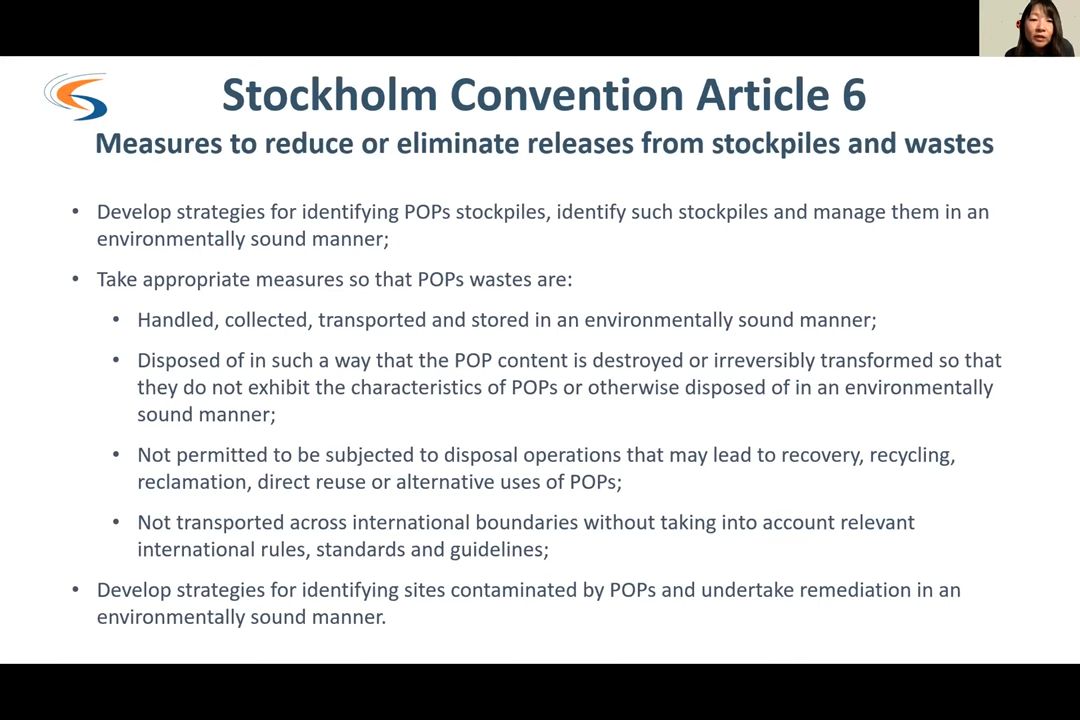 Stockholm Convention Article 6
Measures to reduce or eliminate releases from stockpiles and wastes
• Develop strategies for identifying POPs stockpiles, identify such stockpiles and manage them in an
environmentally sound manner;
• Take appropriate measures so that POPs wastes are:
• Handled, collected, transported and stored in an environmentally sound manner;
• Disposed of in such a way that the POP content is destroyed or irreversibly transformed so that
they do not exhibit the characteristics of POPs or otherwise disposed of in an environmentally
sound manner;
• Not permitted to be subjected to disposal operations that may lead to recovery, recycling,
reclamation, direct reuse or alternative uses of POPs;
• Not transported across international boundaries without taking into account relevant
international rules, standards and guidelines;
• Develop strategies for identifying sites contaminated by POPs and undertake remediation in an
environmentally sound manner.